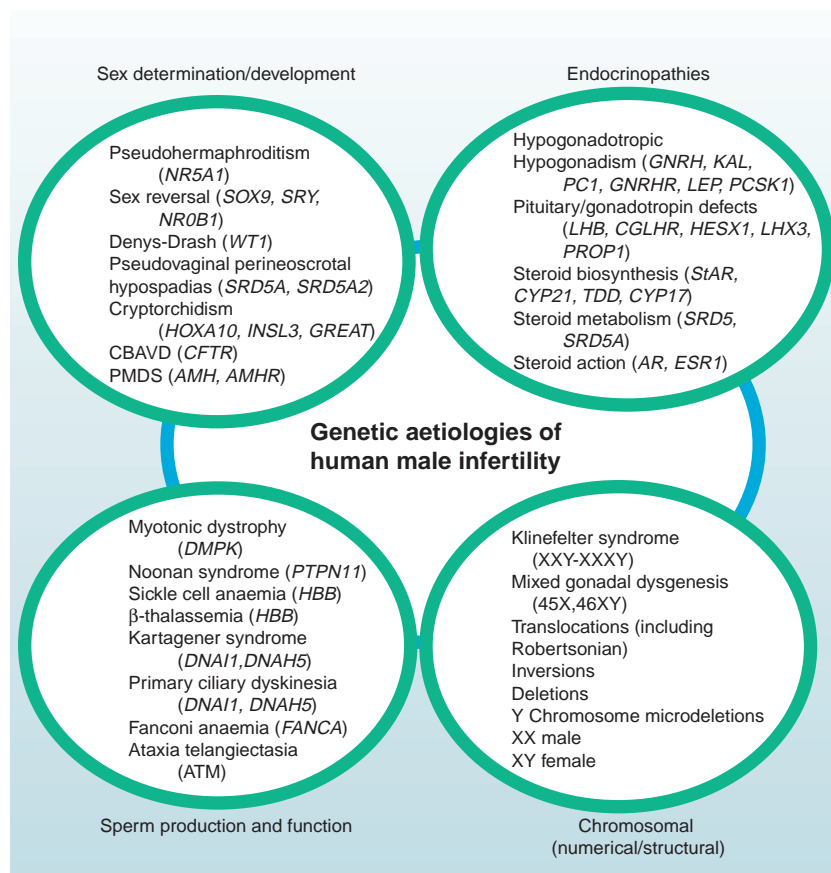 Sex determination/development
Pseudohermaphroditism
(NR5A1)
Sex reversal (SOX9, SRY,
NR0B1)
Denys-Drash (WT1)
Pseudovaginal perineoscrotal
hypospadias (SRD5A, SRD5A2)
Cryptorchidism
(HOXA10, INSL3, GREAT)
CBAVD (CFTR)
PMDS (AMH, AMHR)
Endocrinopathies
Hypogonadotropic
Hypogonadism (GNRH, KAL,
PC1, GNRHR, LEP, PCSK1)
Pituitary/gonadotropin defects
(LHB, CGLHR, HESX1, LHX3,
PROP1)
Steroid biosynthesis (StAR,
CYP21, TDD, CYP17)
Steroid metabolism (SRD5,
SRD5A)
Steroid action (AR, ESR1)
Genetic aetiologies of
human male infertility
Myotonic dystrophy
(DMPK)
Noonan syndrome (PTPN11)
Sickle cell anaemia (HBB)
β-thalassemia (HBB)
Kartagener syndrome
(DNAI1,DNAH5)
Primary ciliary dyskinesia
(DNAI1, DNAH5)
Fanconi anaemia (FANCA)
Ataxia telangiectasia
(ATM)
Sperm production and function
Klinefelter syndrome
(XXY-XXXY)
Mixed gonadal dysgenesis
(45X,46XY)
Translocations (including
Robertsonian)
Inversions
Deletions
Y Chromosome microdeletions
XX male
XY female
Chromosomal
(numerical/structural)